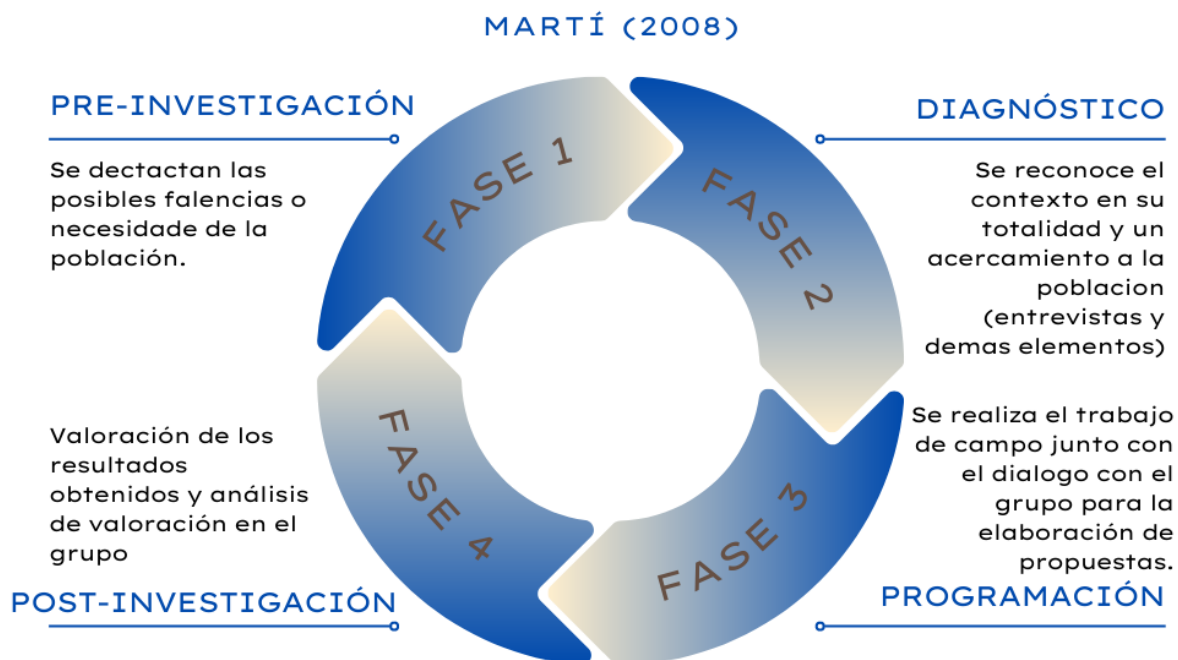 MARTÍ (2008)
PRE-INVESTIGACIÓN
Se dectactan las
posibles falencias o
necesidade de la
población.
FASE 1
DIAGNÓSTICO
Se reconoce el
contexto en su
totalidad y un
acercamiento a la
poblacion
(entrevistas y
demas elementos)
FASE 2
Se realiza el trabajo
de campo junto con
el dialogo con el
grupo para la
elaboración de
propuestas.
PROGRAMACIÓN
FASE 3
Valoración de los
resultados
obtenidos y análisis
de valoración en el
grupo
POST-INVESTIGACIÓN
FASE 4